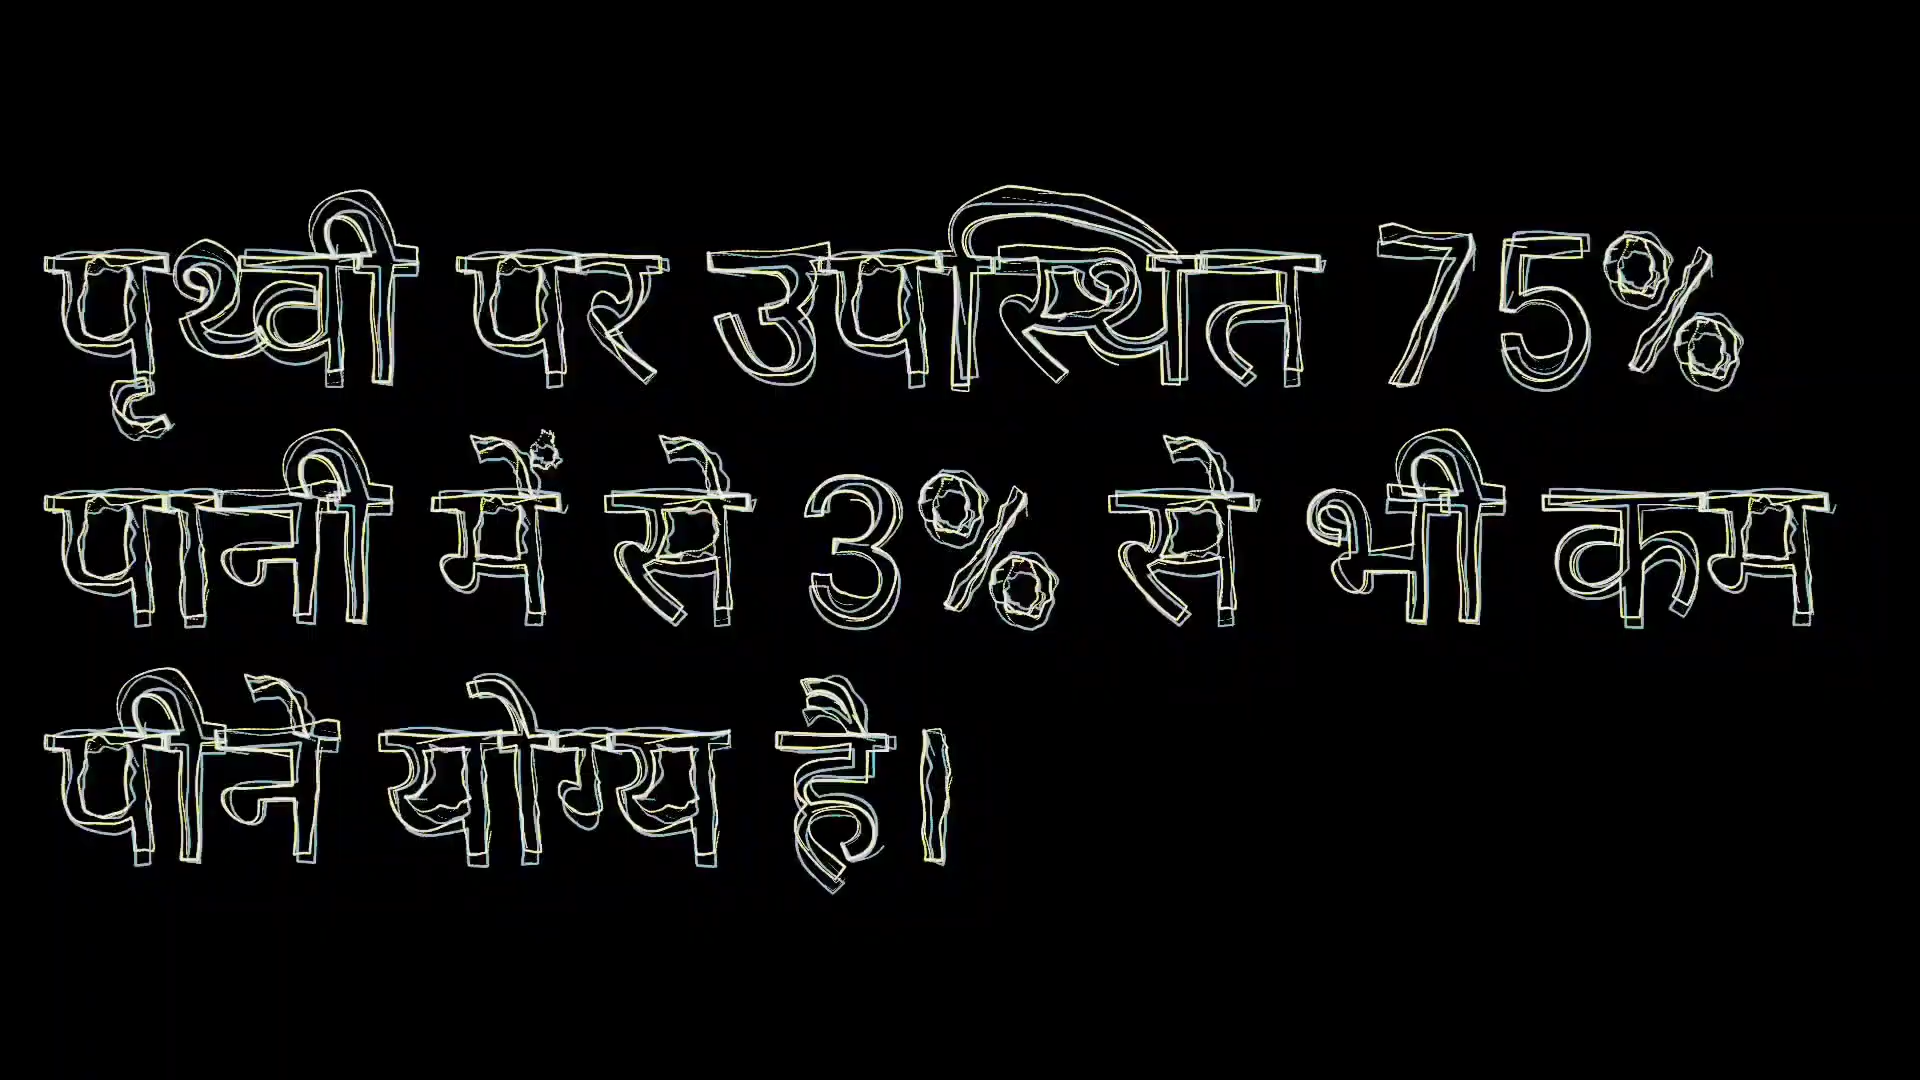 पृथ्वी पर उपस्थित 75%
पानी में से 3% से भी कम
पीने योग्य है।